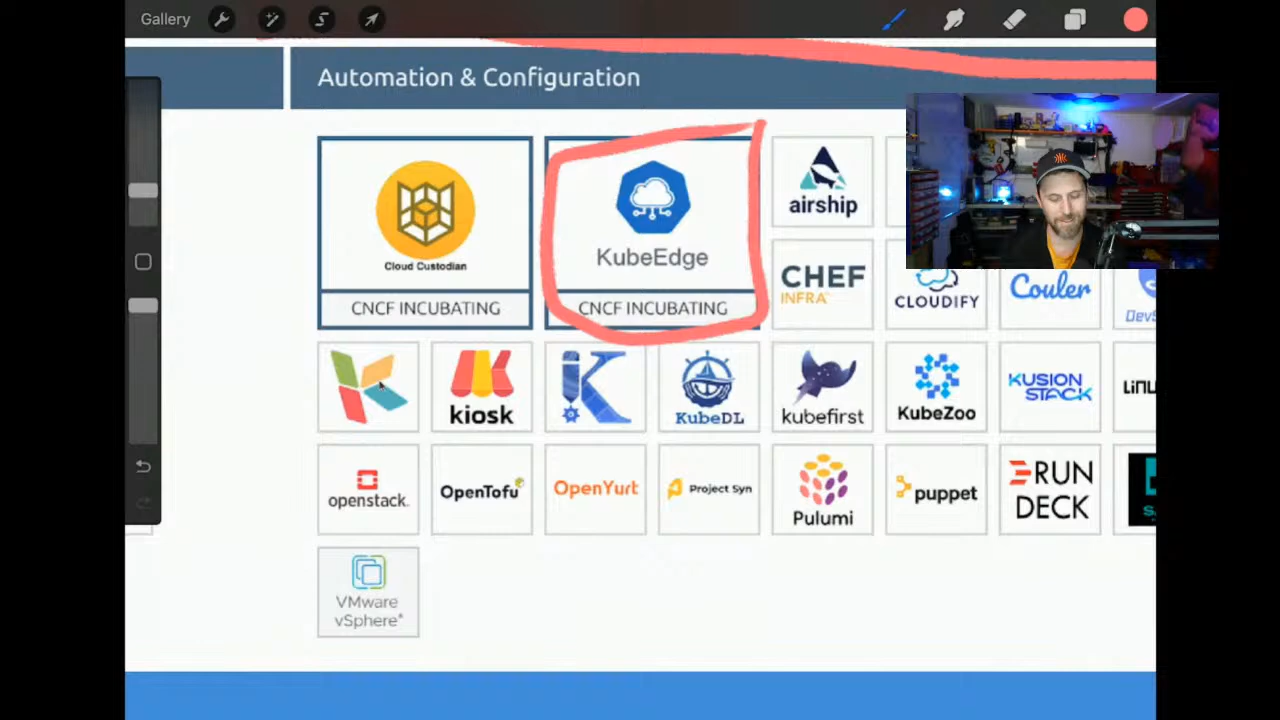 Gallery
Automation & Configuration
Cloud Custodian
CNCF INCUBATING
KubeEdge
CNCF INCUBATING
airship
CHEF
INFRA™
CLOUDIFY
Couler
kiosk
KubeDL
kubefirst
KubeZoo
KUSION
STACK
openstack.
OpenTofu
OpenYurt
Project Syn
Pulumi
puppet
RUN
DECK
VMware
vSphere®